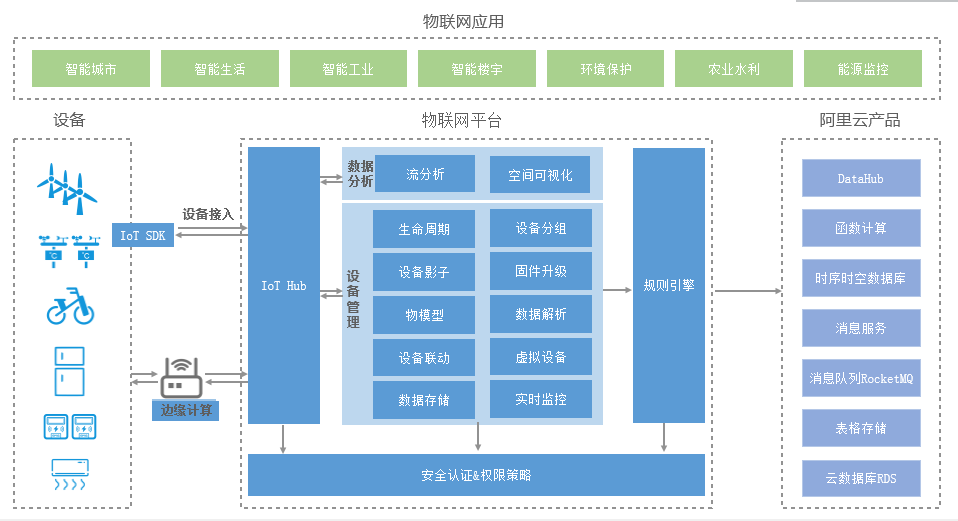 物联网应用
智能城市
智能生活
智能工业
智能楼宇
环境保护
农业水利
能源监控
设备
物联网平台
阿里云产品
IoT SDK
设备接入
边缘计算
IoT Hub
数据
分析
流分析
空间可视化
设
备
管
理
生命周期
设备分组
设备影子
固件升级
物模型
数据解析
设备联动
虚拟设备
数据存储
实时监控
规则引擎
安全认证&权限策略
DataHub
函数计算
时序时空数据库
消息服务
消息队列RocketMQ
表格存储
云数据库RDS
℃
℃